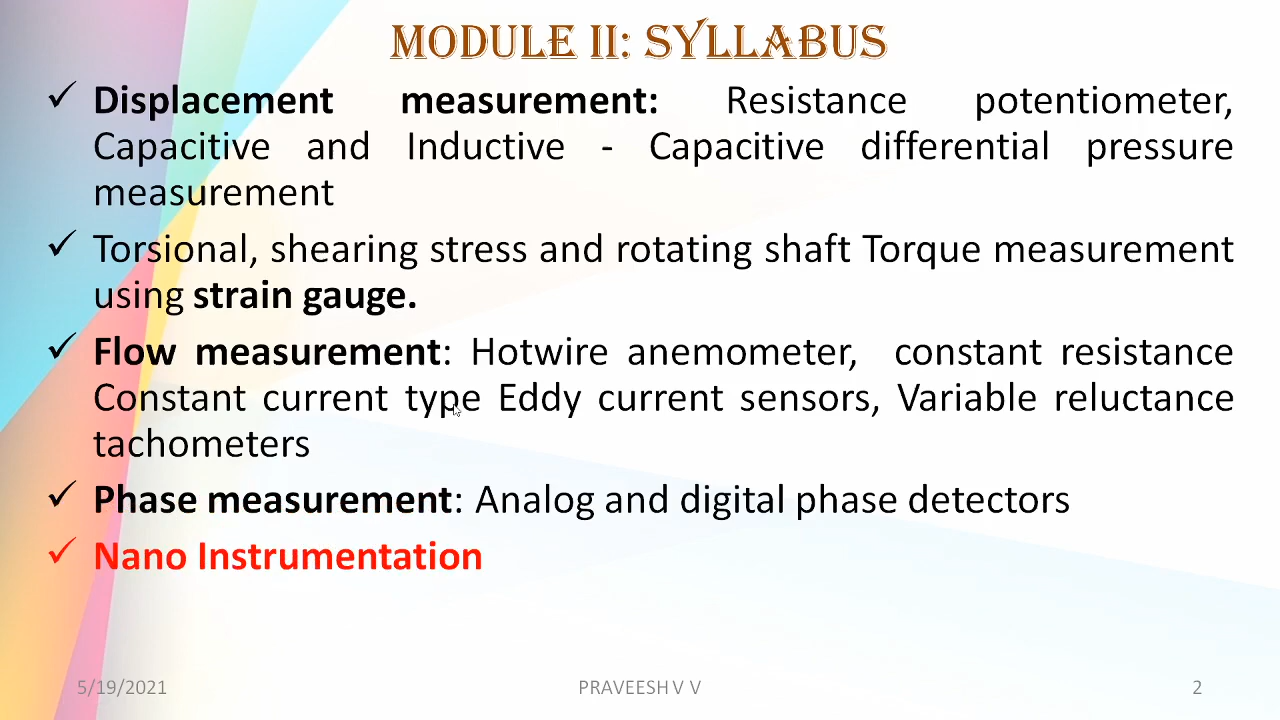 MODULE II: SYLLABUS
✓ Displacement measurement: Resistance potentiometer,
Capacitive and Inductive - Capacitive differential pressure
measurement
✓ Torsional, shearing stress and rotating shaft Torque measurement
using strain gauge.
✓ Flow measurement: Hotwire anemometer, constant resistance
Constant current type Eddy current sensors, Variable reluctance
tachometers
✓ Phase measurement: Analog and digital phase detectors
✓ Nano Instrumentation
5/19/2021 PRAVEESH V V 2